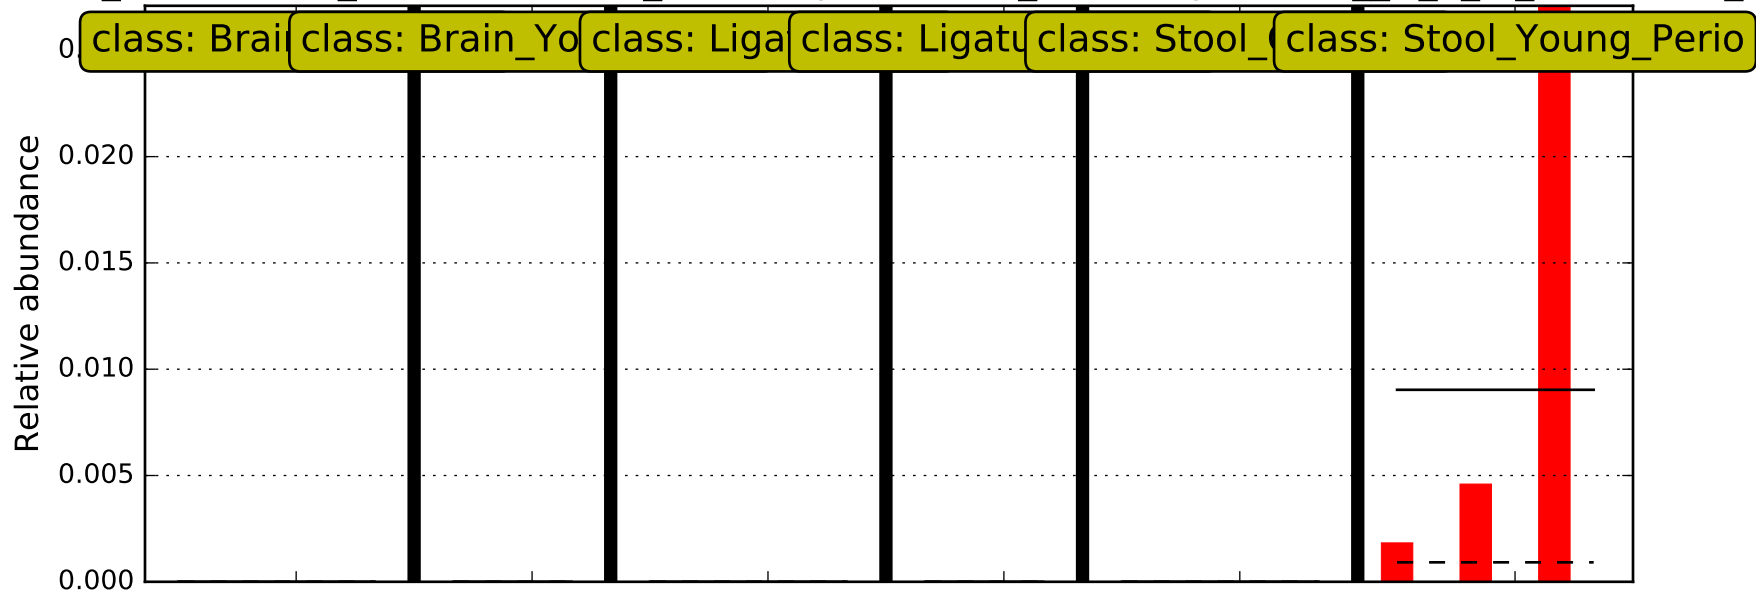 class: Brai class: Brain_Yo class: Liga class: Ligatu class: Stool_ class: Stool_Young_Perio
0.020
0.015
0.010
0.005
0.000
Relative abundance